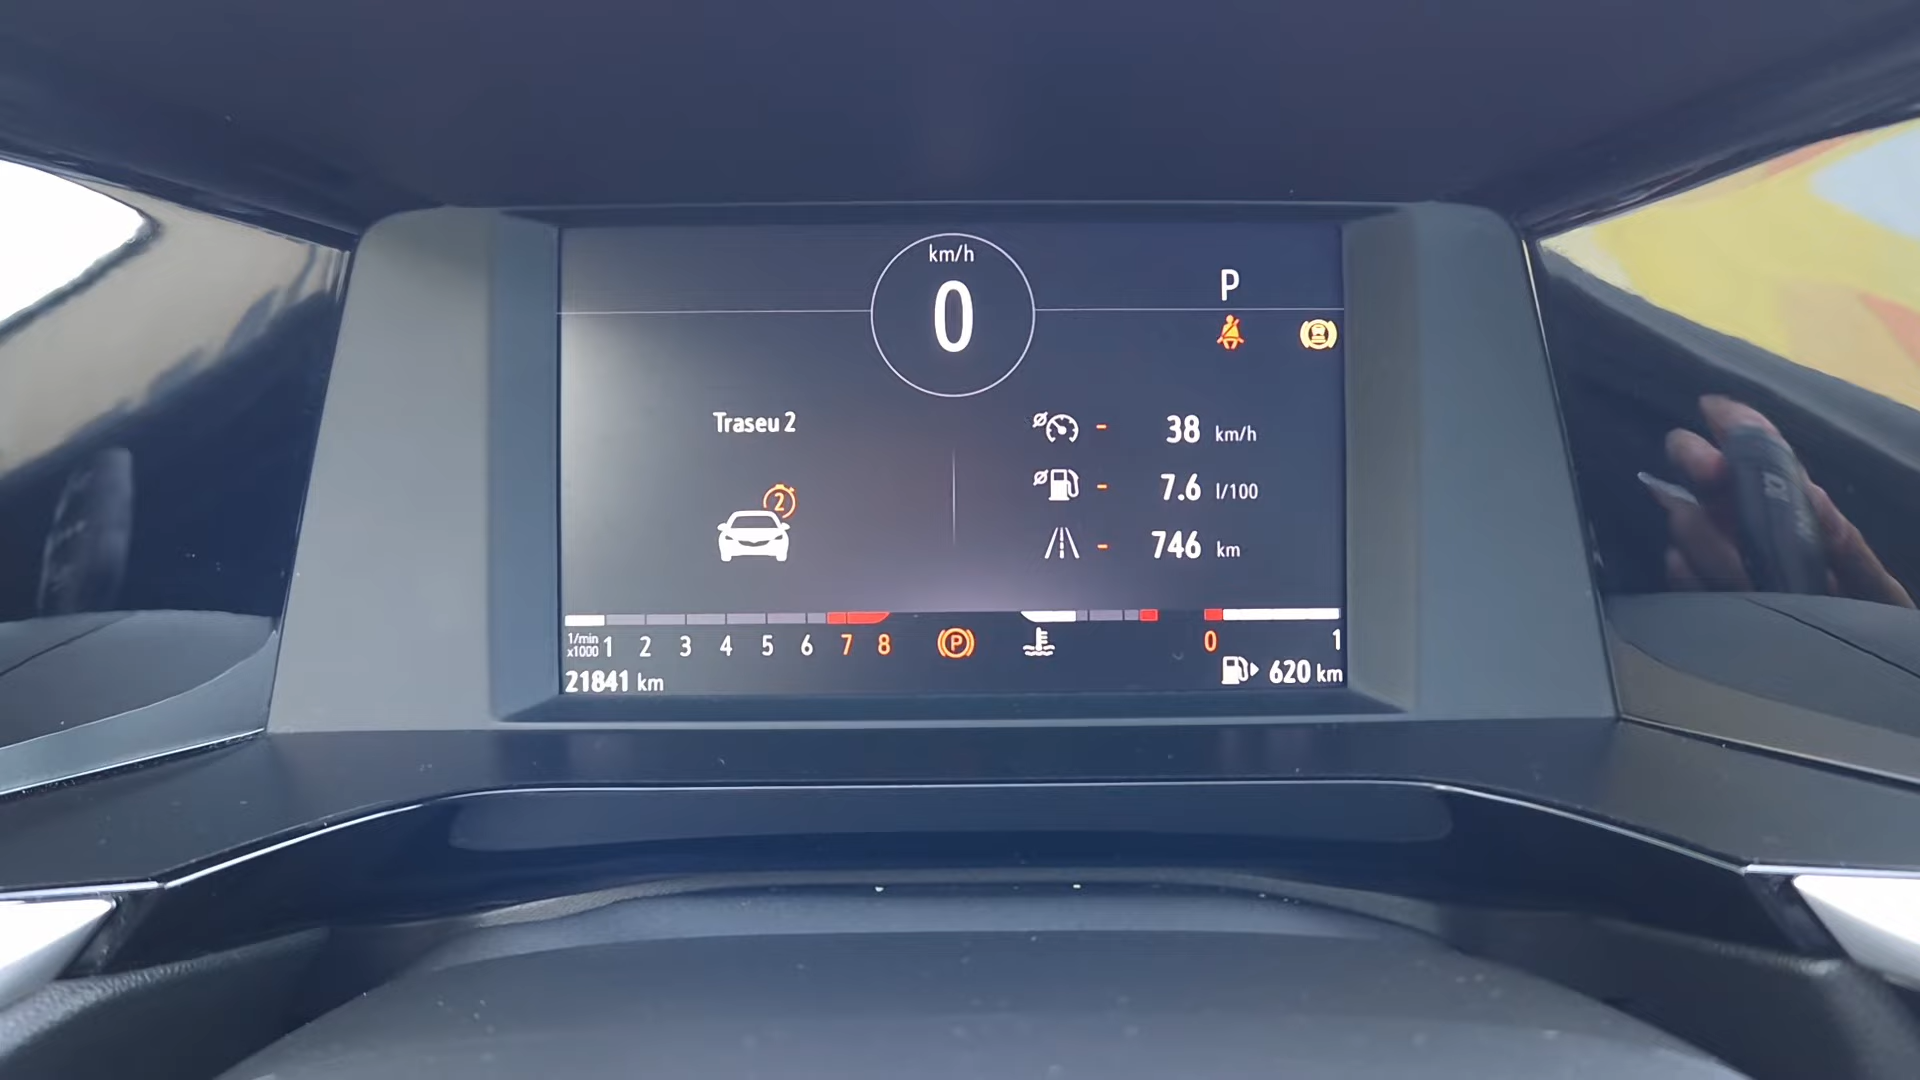 km/h
0
P
Traseu 2
2
Ø - 38 km/h
Ø - 7.6 l/100
- 746 km
1/min
x1000 1 2 3 4 5 6 7 8
P
0 1
21841 km
620 km